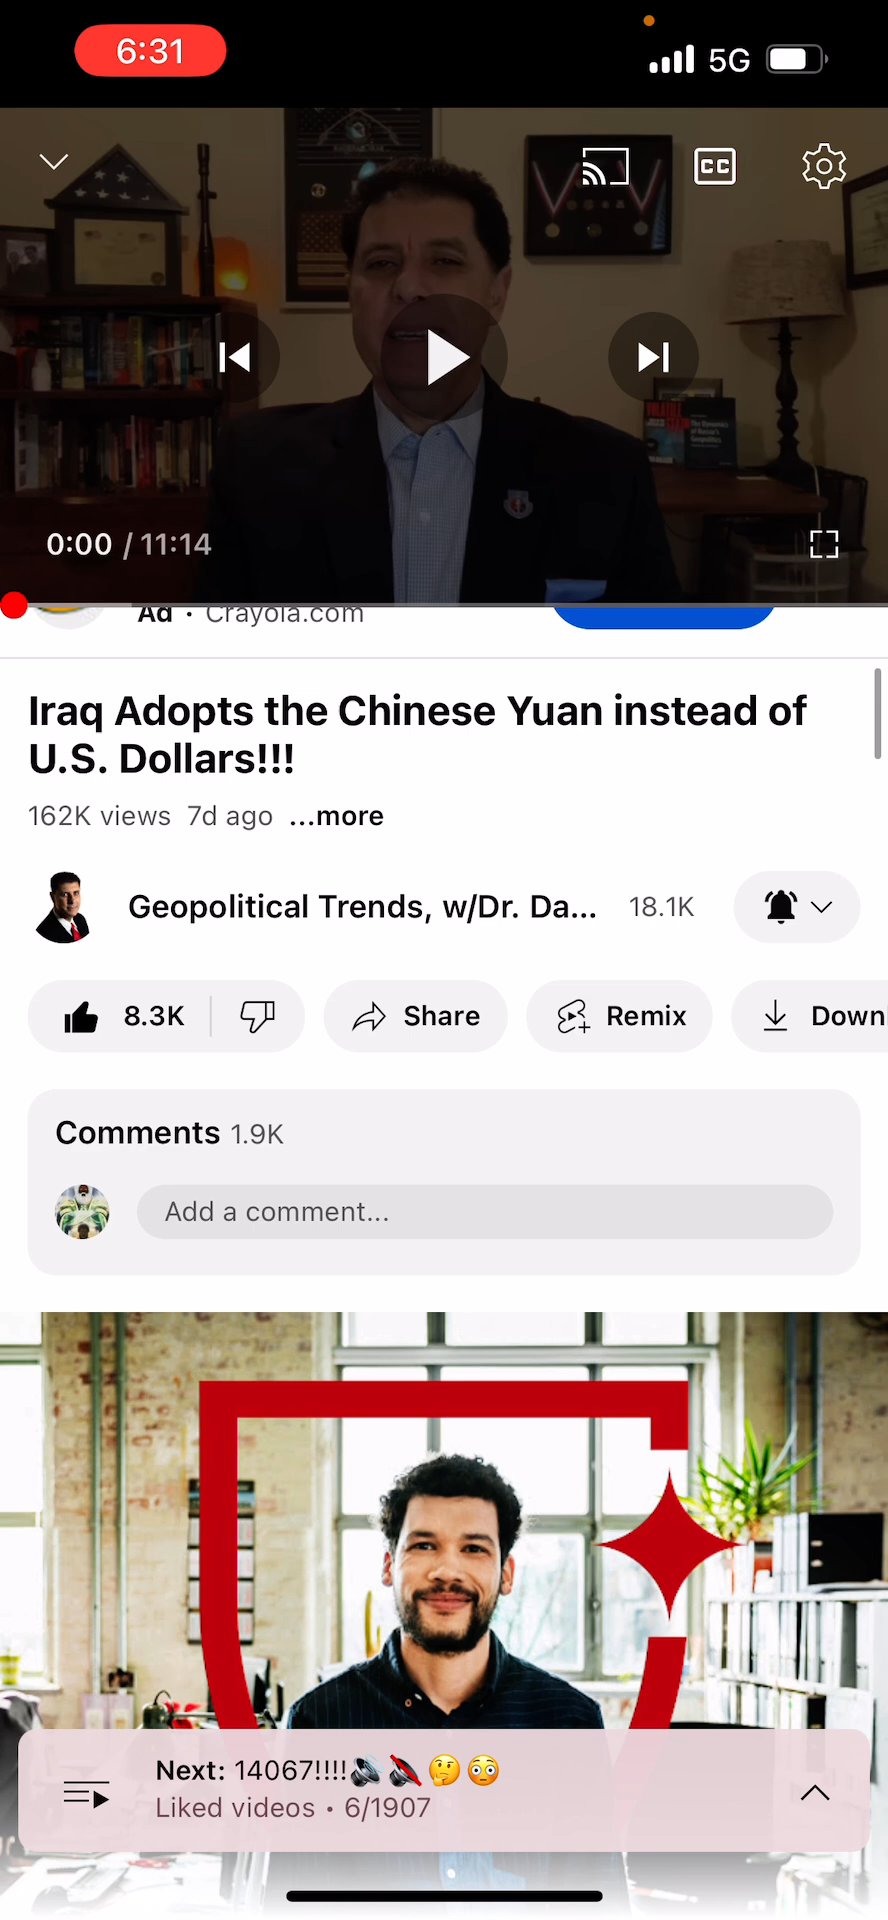 6:31
5G
CC
0:00 / 11:14
Ad · Crayola.com
Iraq Adopts the Chinese Yuan instead of
U.S. Dollars!!!
162K views 7d ago ...more
Geopolitical Trends, w/Dr. Da... 18.1K
8.3K Share Remix Down
Comments 1.9K
Add a comment...
Next: 14067!!!!🔊🔇🤔😳
Liked videos • 6/1907